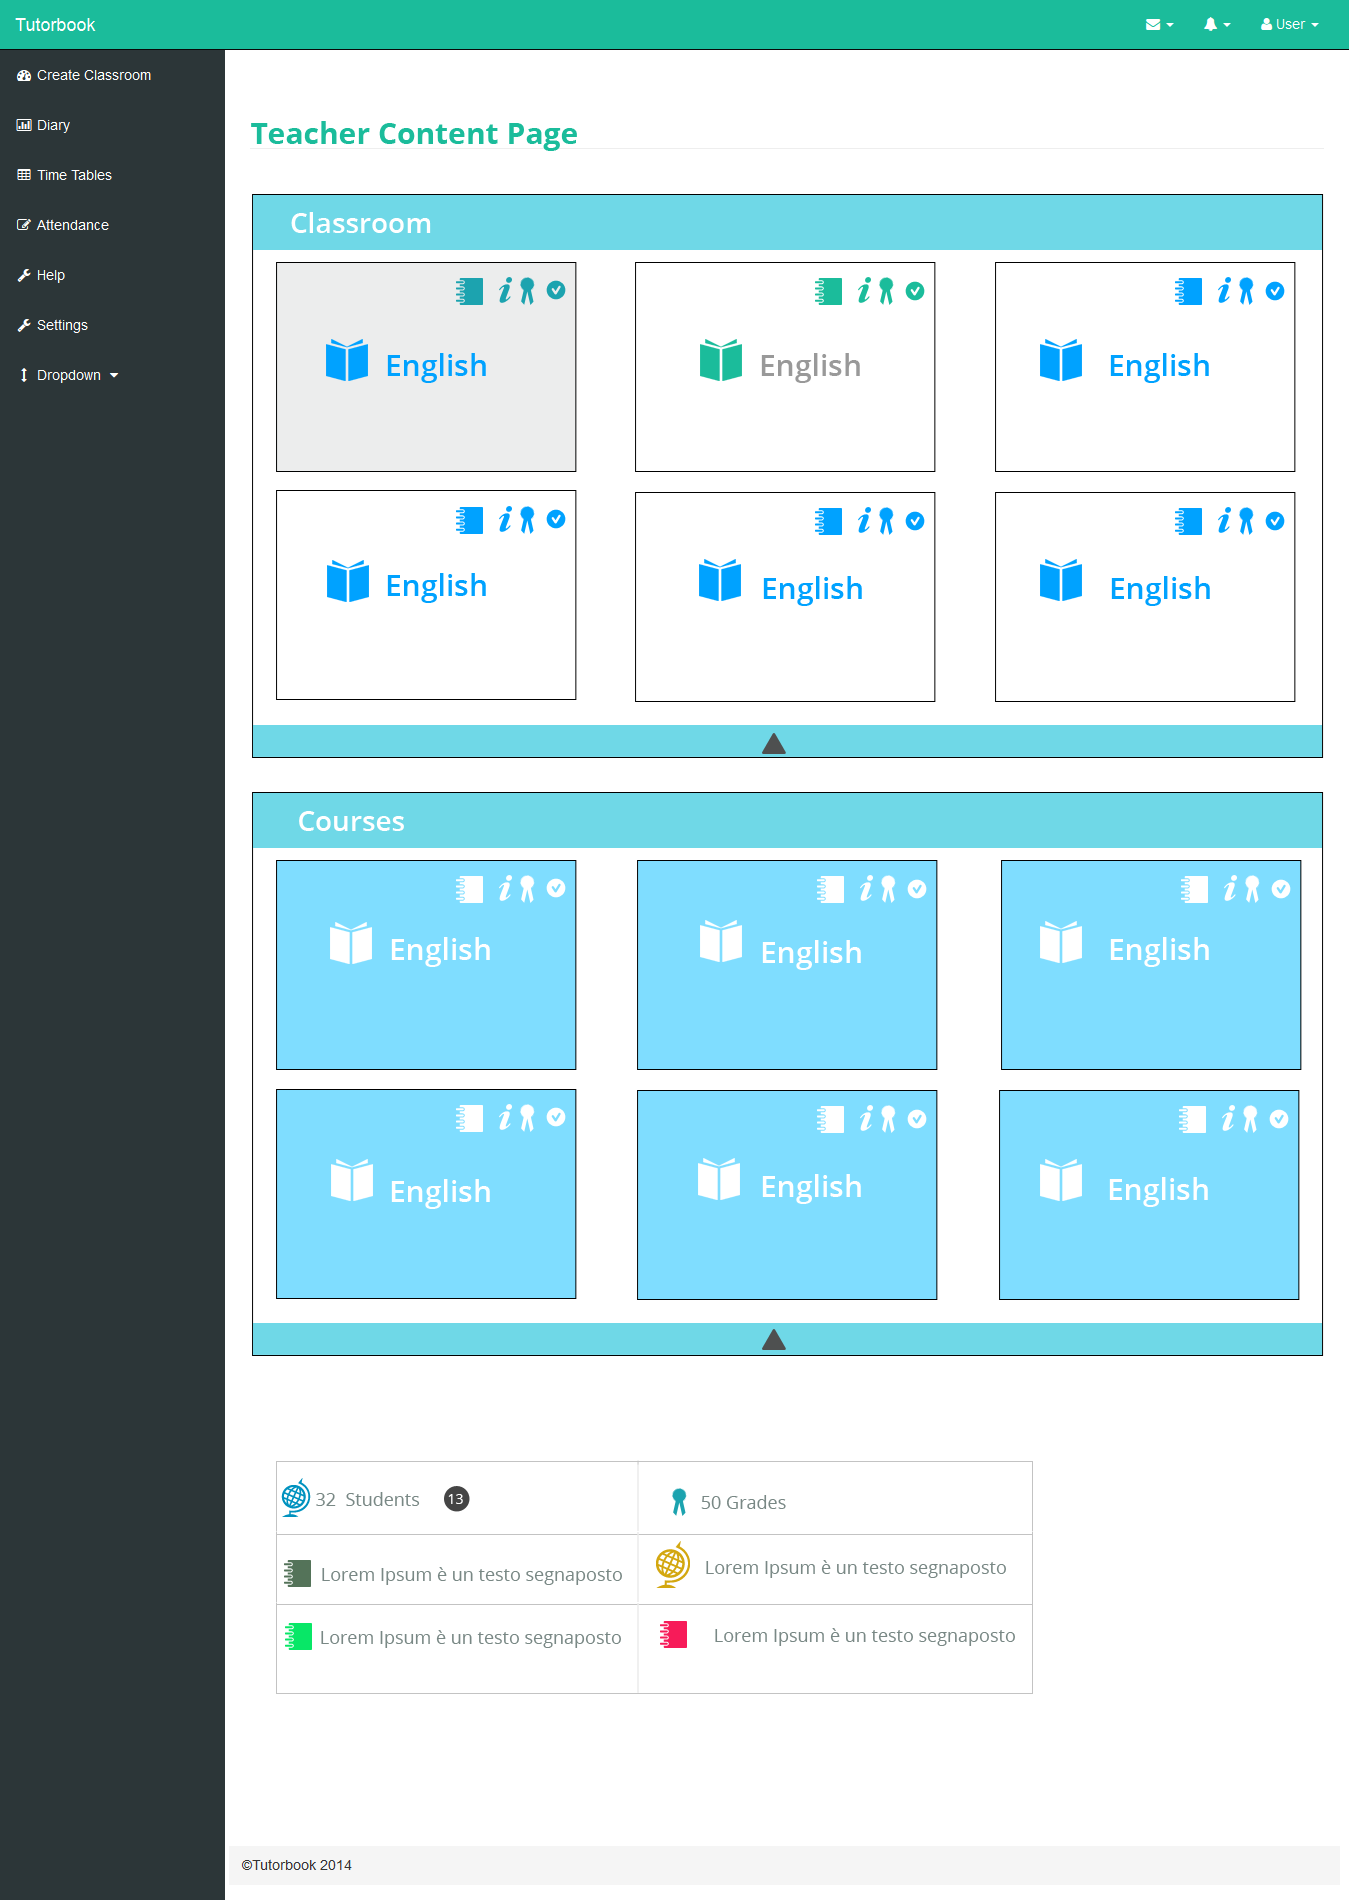 Tutorbook
User
Create Classroom
Diary
Time Tables
Attendance
Help
Settings
Dropdown
Teacher Content Page
Classroom
English English English
English English English
Courses
English English English
English English English
32 Students 13 50 Grades
Lorem Ipsum è un testo segnaposto Lorem Ipsum è un testo segnaposto
Lorem Ipsum è un testo segnaposto Lorem Ipsum è un testo segnaposto
©Tutorbook 2014